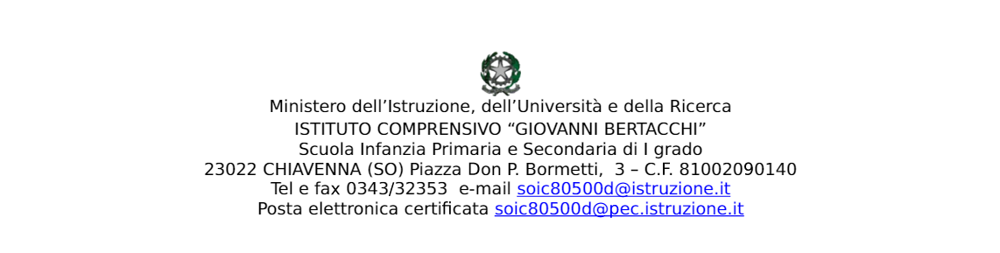 Ministero dell’Istruzione, dell’Università e della Ricerca
ISTITUTO COMPRENSIVO “GIOVANNI BERTACCHI”
Scuola Infanzia Primaria e Secondaria di I grado
23022 CHIAVENNA (SO) Piazza Don P. Bormetti,  3 – C.F. 81002090140
Tel e fax 0343/32353  e-mail soic80500d@istruzione.it
Posta elettronica certificata soic80500d@pec.istruzione.it